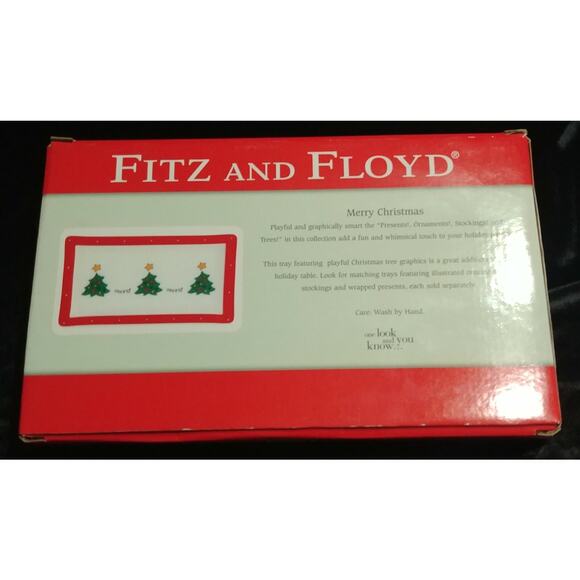 FITZ AND FLOYD®
Merry Christmas
Playful and graphically smart the "Presents!, Ornaments!, Stockings! and
Trees!" in this collection add a fun and whimsical touch to your holiday
This tray featuring playful Christmas tree graphics is a great addition
holiday table. Look for matching trays featuring illustrated
stockings and wrapped presents, each sold separately.
Care: Wash by Hand.
one look
and you
know...